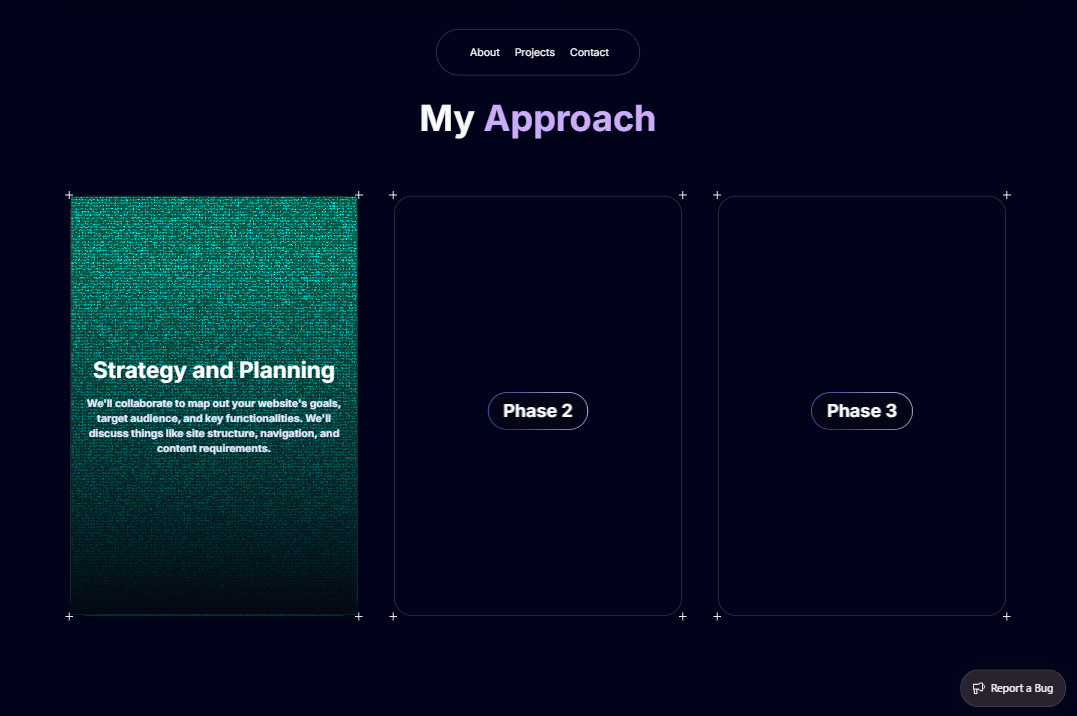 About Projects Contact
My Approach
Strategy and Planning
We'll collaborate to map out your website's goals,
target audience, and key functionalities. We'll
discuss things like site structure, navigation, and
content requirements.
Phase 2
Phase 3
Report a Bug